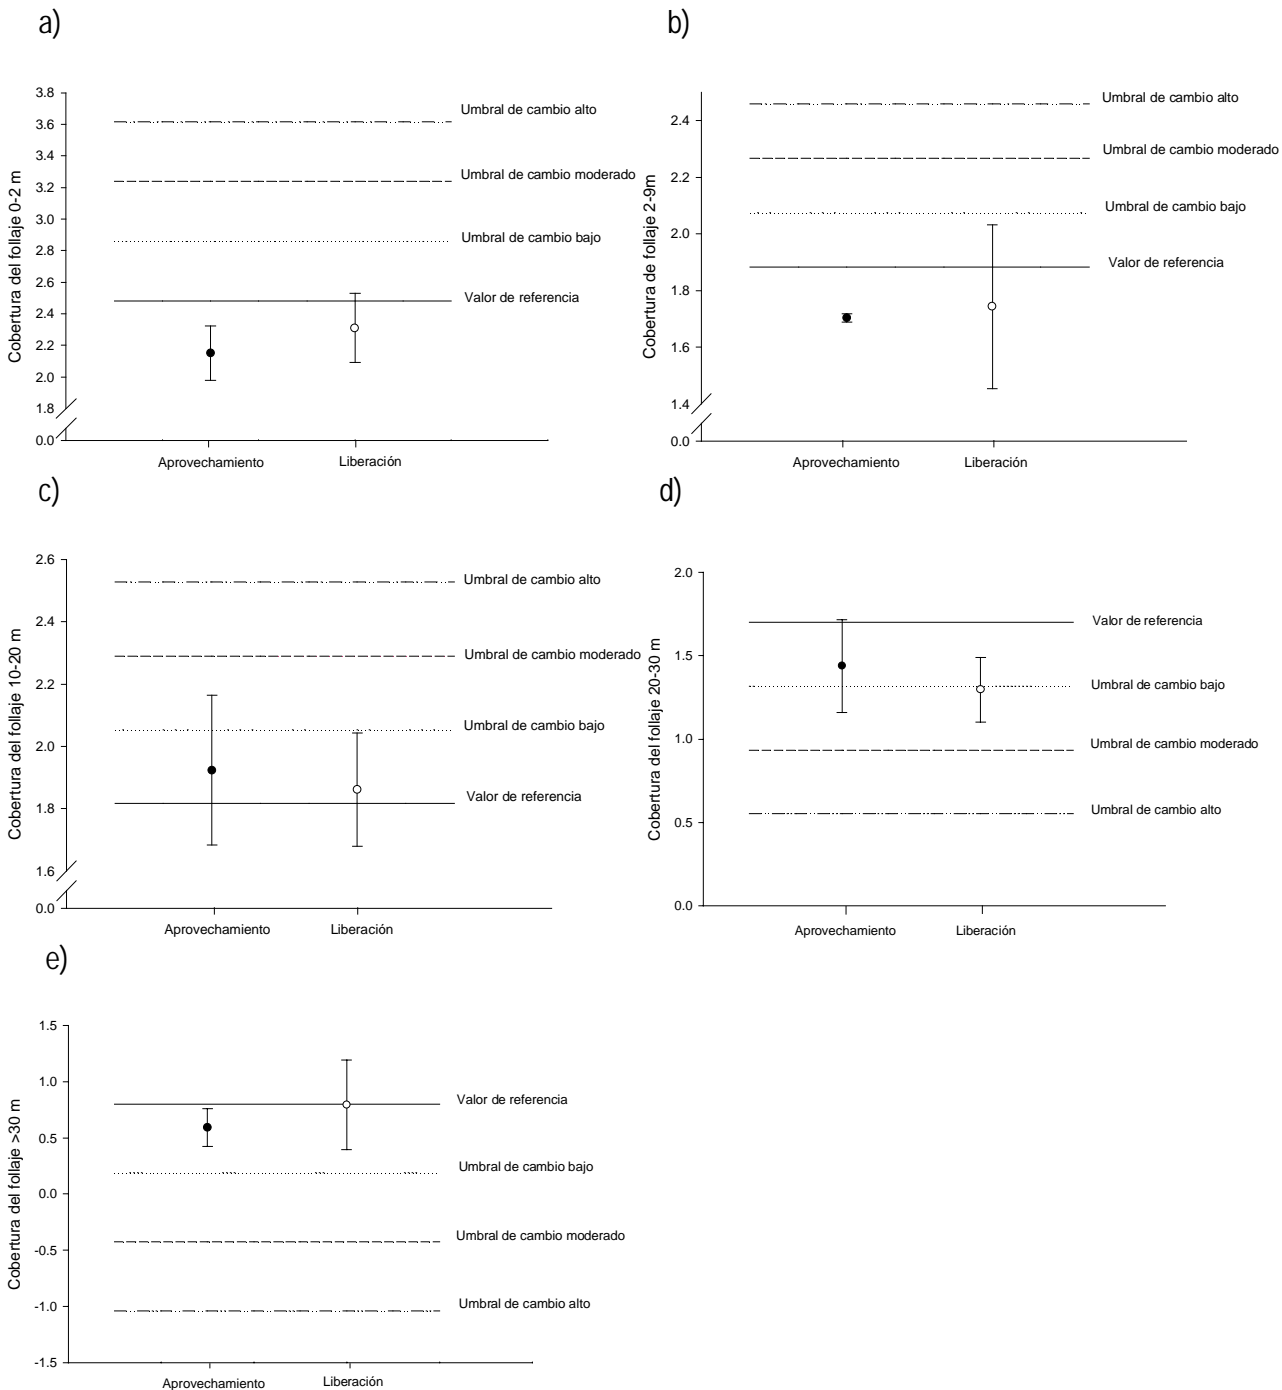 a)
Cobertura del follaje 0-2 m
3.8
3.6
3.4
3.2
3.0
2.8
2.6
2.4
2.2
2.0
1.8
0.0
Umbral de cambio alto
Umbral de cambio moderado
Umbral de cambio bajo
Valor de referencia
Aprovechamiento
Liberación
b)
Cobertura de follaje 2-9m
2.4
2.2
2.0
1.8
1.6
1.4
0.0
Umbral de cambio alto
Umbral de cambio moderado
Umbral de cambio bajo
Valor de referencia
Aprovechamiento
Liberación
c)
Cobertura del follaje 10-20 m
2.6
2.4
2.2
2.0
1.8
1.6
0.0
Umbral de cambio alto
Umbral de cambio moderado
Umbral de cambio bajo
Valor de referencia
Aprovechamiento
Liberación
d)
Cobertura del follaje 20-30 m
2.0
1.5
1.0
0.5
0.0
Valor de referencia
Umbral de cambio bajo
Umbral de cambio moderado
Umbral de cambio alto
Aprovechamiento
Liberación
e)
Cobertura del follaje >30 m
1.5
1.0
0.5
0.0
-0.5
-1.0
-1.5
Valor de referencia
Umbral de cambio bajo
Umbral de cambio moderado
Umbral de cambio alto
Aprovechamiento
Liberación